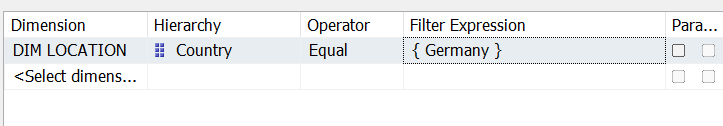 Dimension Hierarchy Operator Filter Expression Para...
DIM LOCATION Country Equal { Germany }
<Select dimens...